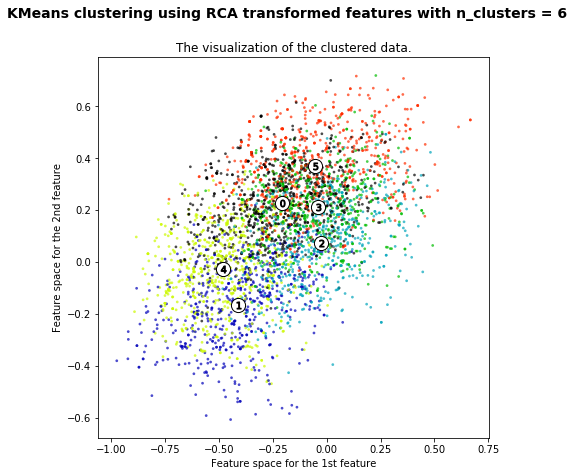 KMeans clustering using RCA transformed features with n_clusters = 6
The visualization of the clustered data.
0.6
0.4
0.2
0.0
−0.2
−0.4
−0.6
Feature space for the 2nd feature
5
0
3
2
4
1
−1.00 −0.75 −0.50 −0.25 0.00 0.25 0.50 0.75
Feature space for the 1st feature